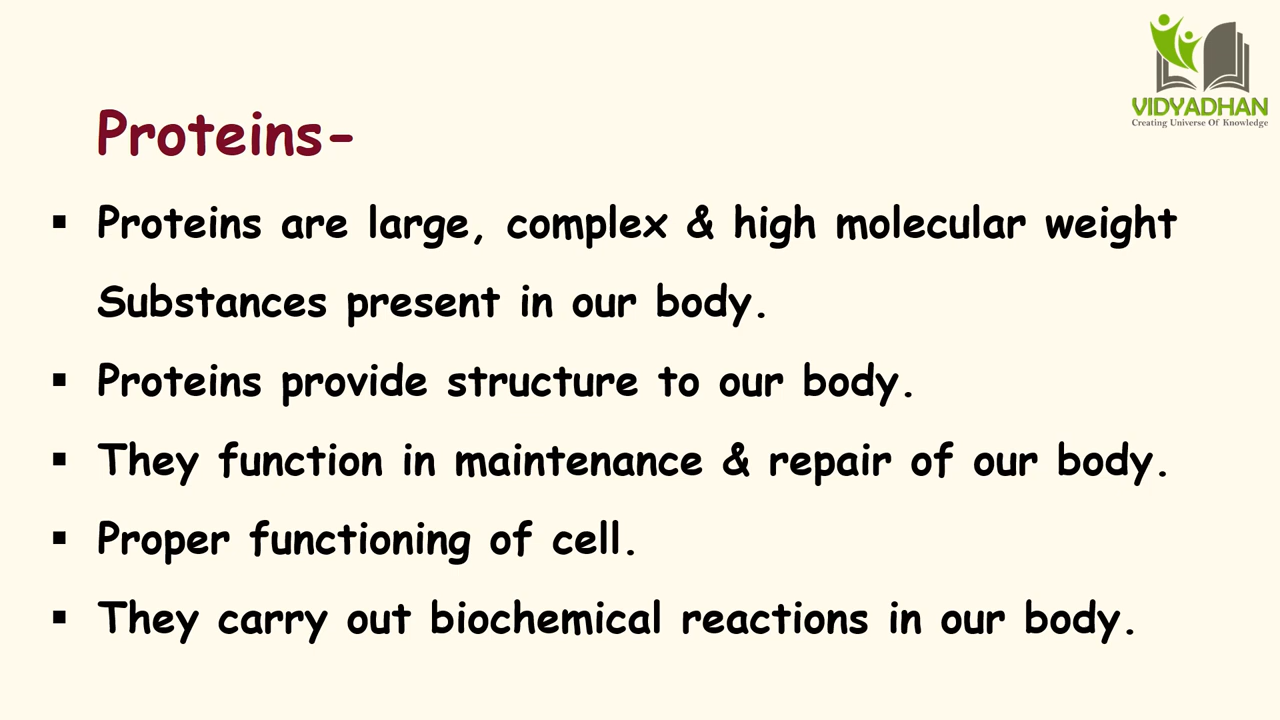 VIDYADHAN
Creating Universe Of Knowledge
Proteins-
▪ Proteins are large, complex & high molecular weight
Substances present in our body.
▪ Proteins provide structure to our body.
▪ They function in maintenance & repair of our body.
▪ Proper functioning of cell.
▪ They carry out biochemical reactions in our body.